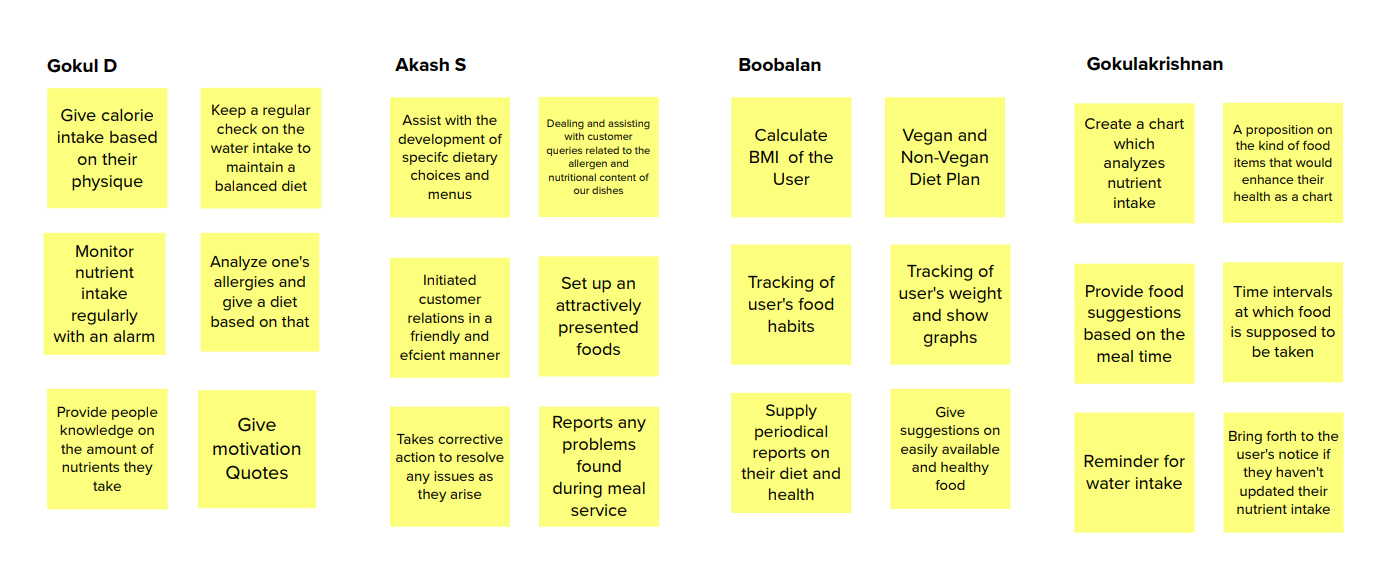 Gokul D
Give calorie
intake based
on their
physique
Keep a regular
check on the
water intake to
maintain a
balanced diet
Monitor
nutrient
intake
regularly
with an alarm
Analyze one's
allergies and
give a diet
based on that
Provide people
knowledge on
the amount of
nutrients they
take
Give
motivation
Quotes
Akash S
Assist with the
development of
specifc dietary
choices and
menus
Dealing and assisting
with customer
queries related to the
allergen and
nutritional content of
our dishes
Initiated
customer
relations in a
friendly and
efcient manner
Set up an
attractively
presented
foods
Takes corrective
action to resolve
any issues as
they arise
Reports any
problems
found
during meal
service
Boobalan
Calculate
BMI of the
User
Vegan and
Non-Vegan
Diet Plan
Tracking of
user's food
habits
Tracking of
user's weight
and show
graphs
Supply
periodical
reports on
their diet and
health
Give
suggestions on
easily available
and healthy
food
Gokulakrishnan
Create a chart
which
analyzes
nutrient
intake
A proposition on
the kind of food
items that would
enhance their
health as a chart
Provide food
suggestions
based on the
meal time
Time intervals
at which food
is supposed to
be taken
Reminder for
water intake
Bring forth to the
user's notice if
they haven't
updated their
nutrient intake